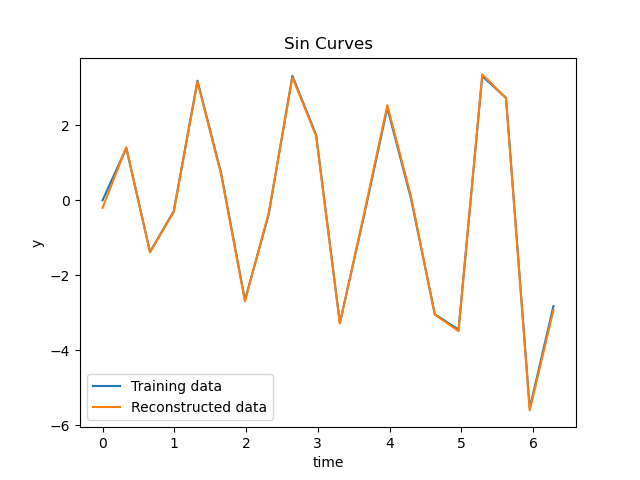 Sin Curves
2
0
−2
−4
−6
y
Training data
Reconstructed data
0 1 2 3 4 5 6
time